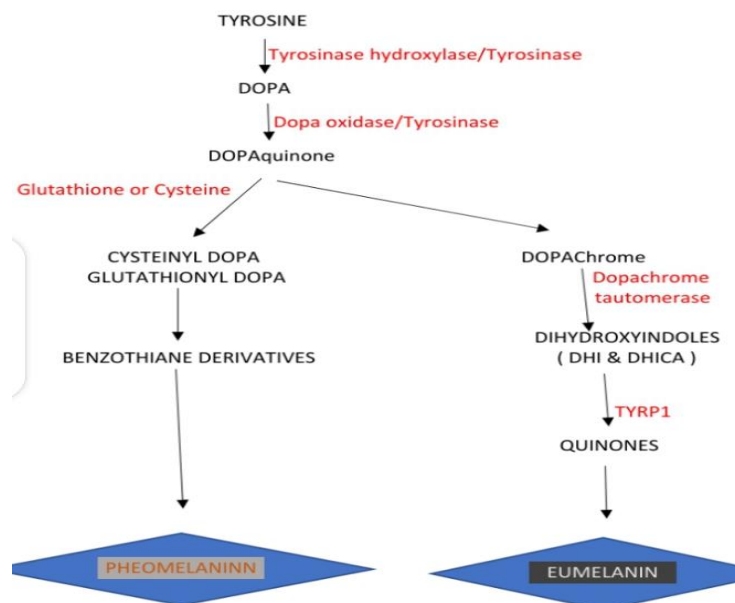 TYROSINE
Tyrosinase hydroxylase/Tyrosinase
DOPA
Dopa oxidase/Tyrosinase
DOPAquinone
Glutathione or Cysteine
CYSTEINYL DOPA
GLUTATHIONYL DOPA
DOPAChrome
Dopachrome
tautomerase
BENZOTHIANE DERIVATIVES
DIHYDROXYINDOLES
( DHI & DHICA )
TYRP1
QUINONES
PHEOMELANINN
EUMELANIN